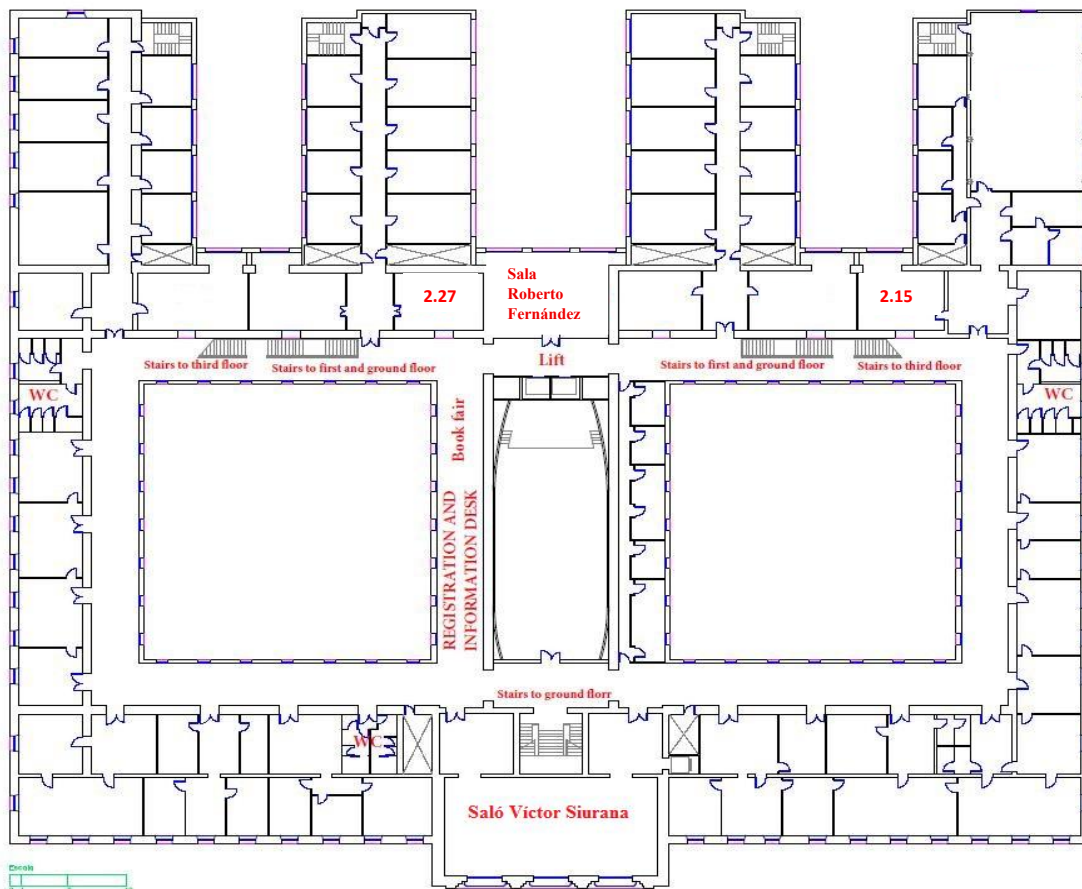 2.27
Sala
Roberto
Fernández
2.15
Stairs to third floor
Stairs to first and ground floor
Lift
Stairs to first and ground floor
Stairs to third floor
WC
WC
Book fair
REGISTRATION AND
INFORMATION DESK
Stairs to ground florr
WC
Saló Víctor Siurana
Escala